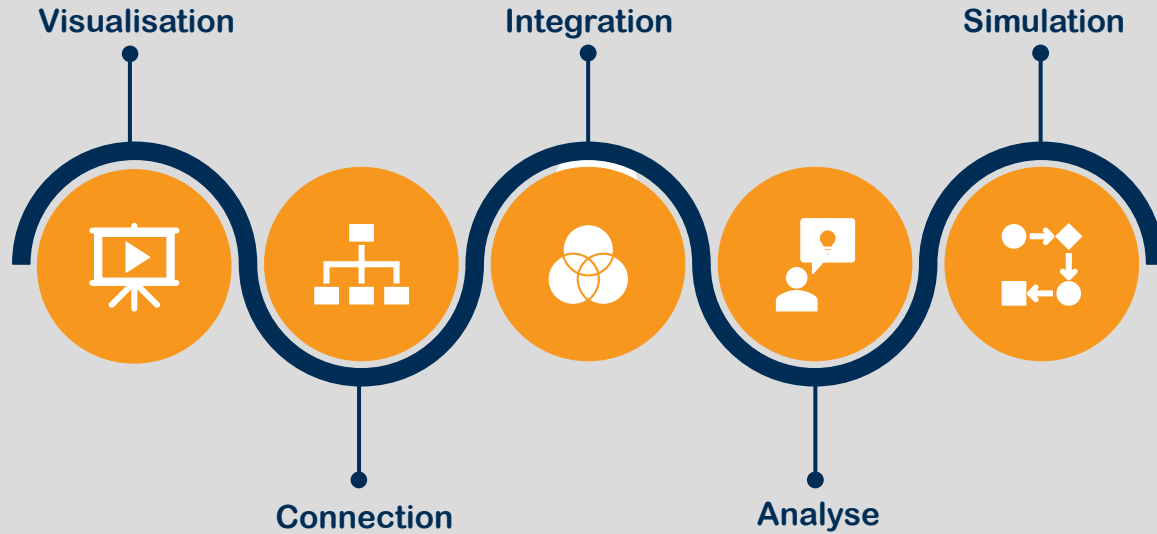 Visualisation
Integration
Simulation
Connection
Analyse